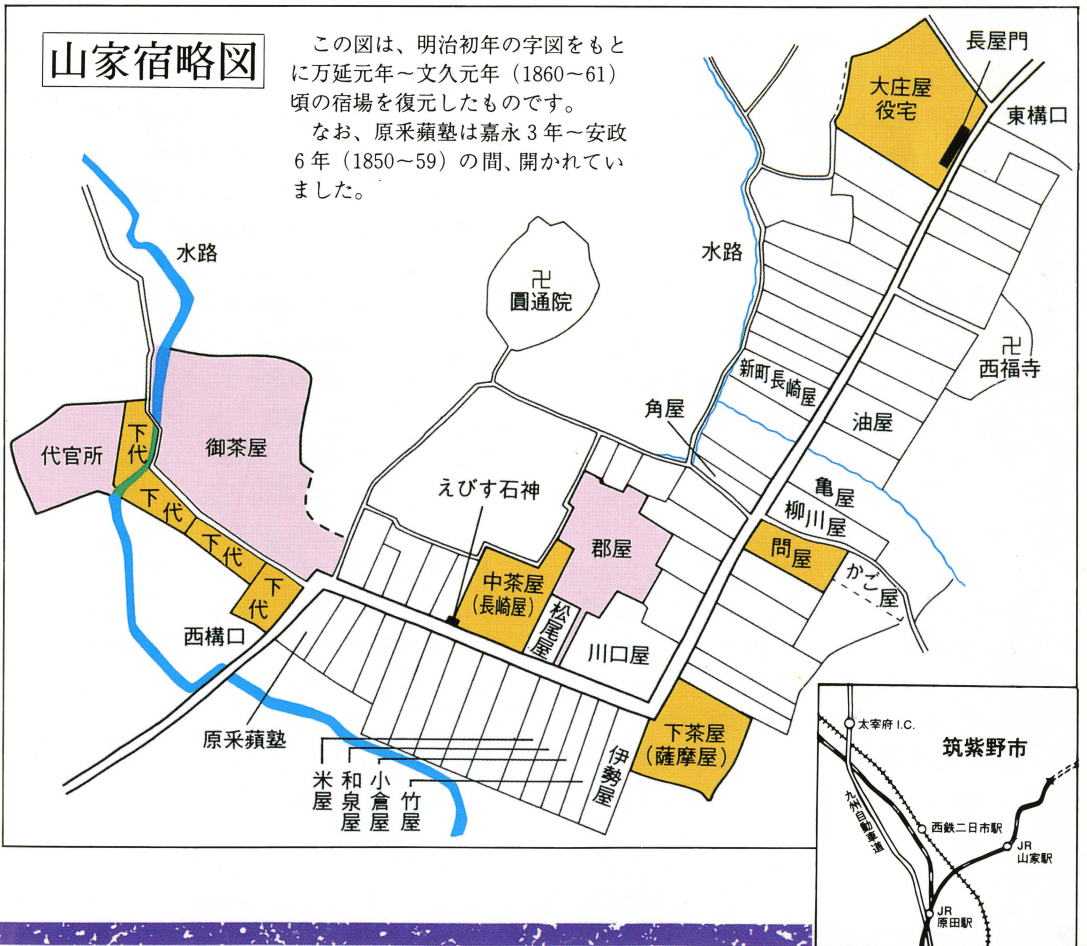 山家宿略図
この図は、明治初年の字図をもと
に万延元年～文久元年（1860～61）
頃の宿場を復元したものです。
なお、原采蘋塾は嘉永3年～安政
6年（1850～59）の間、開かれてい
ました。
長屋門
大庄屋
役宅
東構口
水路
水路
卍
圓通院
卍
西福寺
新町長崎屋
角屋
油屋
代官所
下代
御茶屋
えびす石神
亀屋
柳川屋
下代
下代
下代
郡屋
問屋
かご屋
中茶屋
（長崎屋）
松尾屋
川口屋
西構口
原采蘋塾
米屋
和泉屋
小倉屋
竹屋
伊勢屋
下茶屋
（薩摩屋）
太宰府 I.C.
筑紫野市
九州自動車道
西鉄二日市駅
JR
山家駅
JR
原田駅